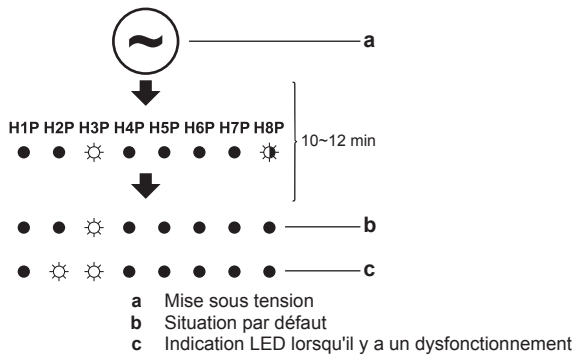 a
H1P H2P H3P H4P H5P H6P H7P H8P
10~12 min
b
c
a Mise sous tension
b Situation par défaut
c Indication LED lorsqu'il y a un dysfonctionnement